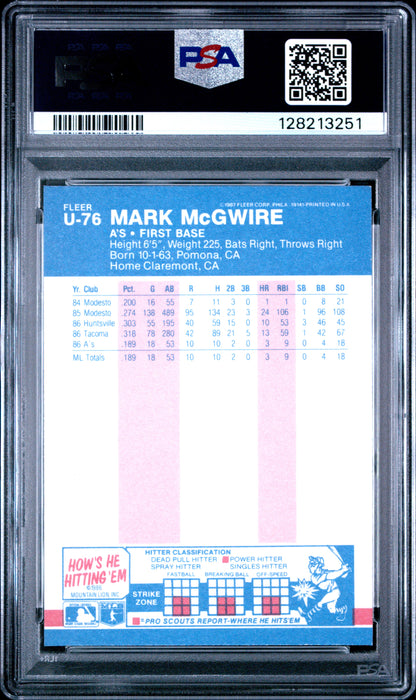 PSA
128213251
FLEER
U-76 MARK McGWIRE
©1987 FLEER CORP. PHILA. 19141-PRINTED IN U.S.A.
A'S • FIRST BASE
Height 6'5", Weight 225, Bats Right, Throws Right
Born 10-1-63, Pomona, CA
Home Claremont, CA
Yr. Club Pct. G AB R H 2B 3B HR RBI SB BB SO
84 Modesto .200 16 55 7 11 3 0 1 1 0 8 21
85 Modesto .274 138 489 95 134 23 3 24 106 1 96 108
86 Huntsville .303 55 195 40 59 15 0 10 53 3 46 45
86 Tacoma .318 78 280 42 89 21 5 13 59 1 42 67
86 A's .189 18 53 10 10 2 0 3 9 0 4 18
ML Totals .189 18 53 10 10 2 0 3 9 0 4 18
HOW'S HE
HITTING 'EM
MOUNTAIN LION, INC
HITTER CLASSIFICATION
DEAD PULL HITTER POWER HITTER
SPRAY HITTER SINGLES HITTER
FASTBALL BREAKING BALL OFF-SPEED
STRIKE
ZONE
*PRO SCOUTS REPORT-WHERE HE HITS'EM
PSA